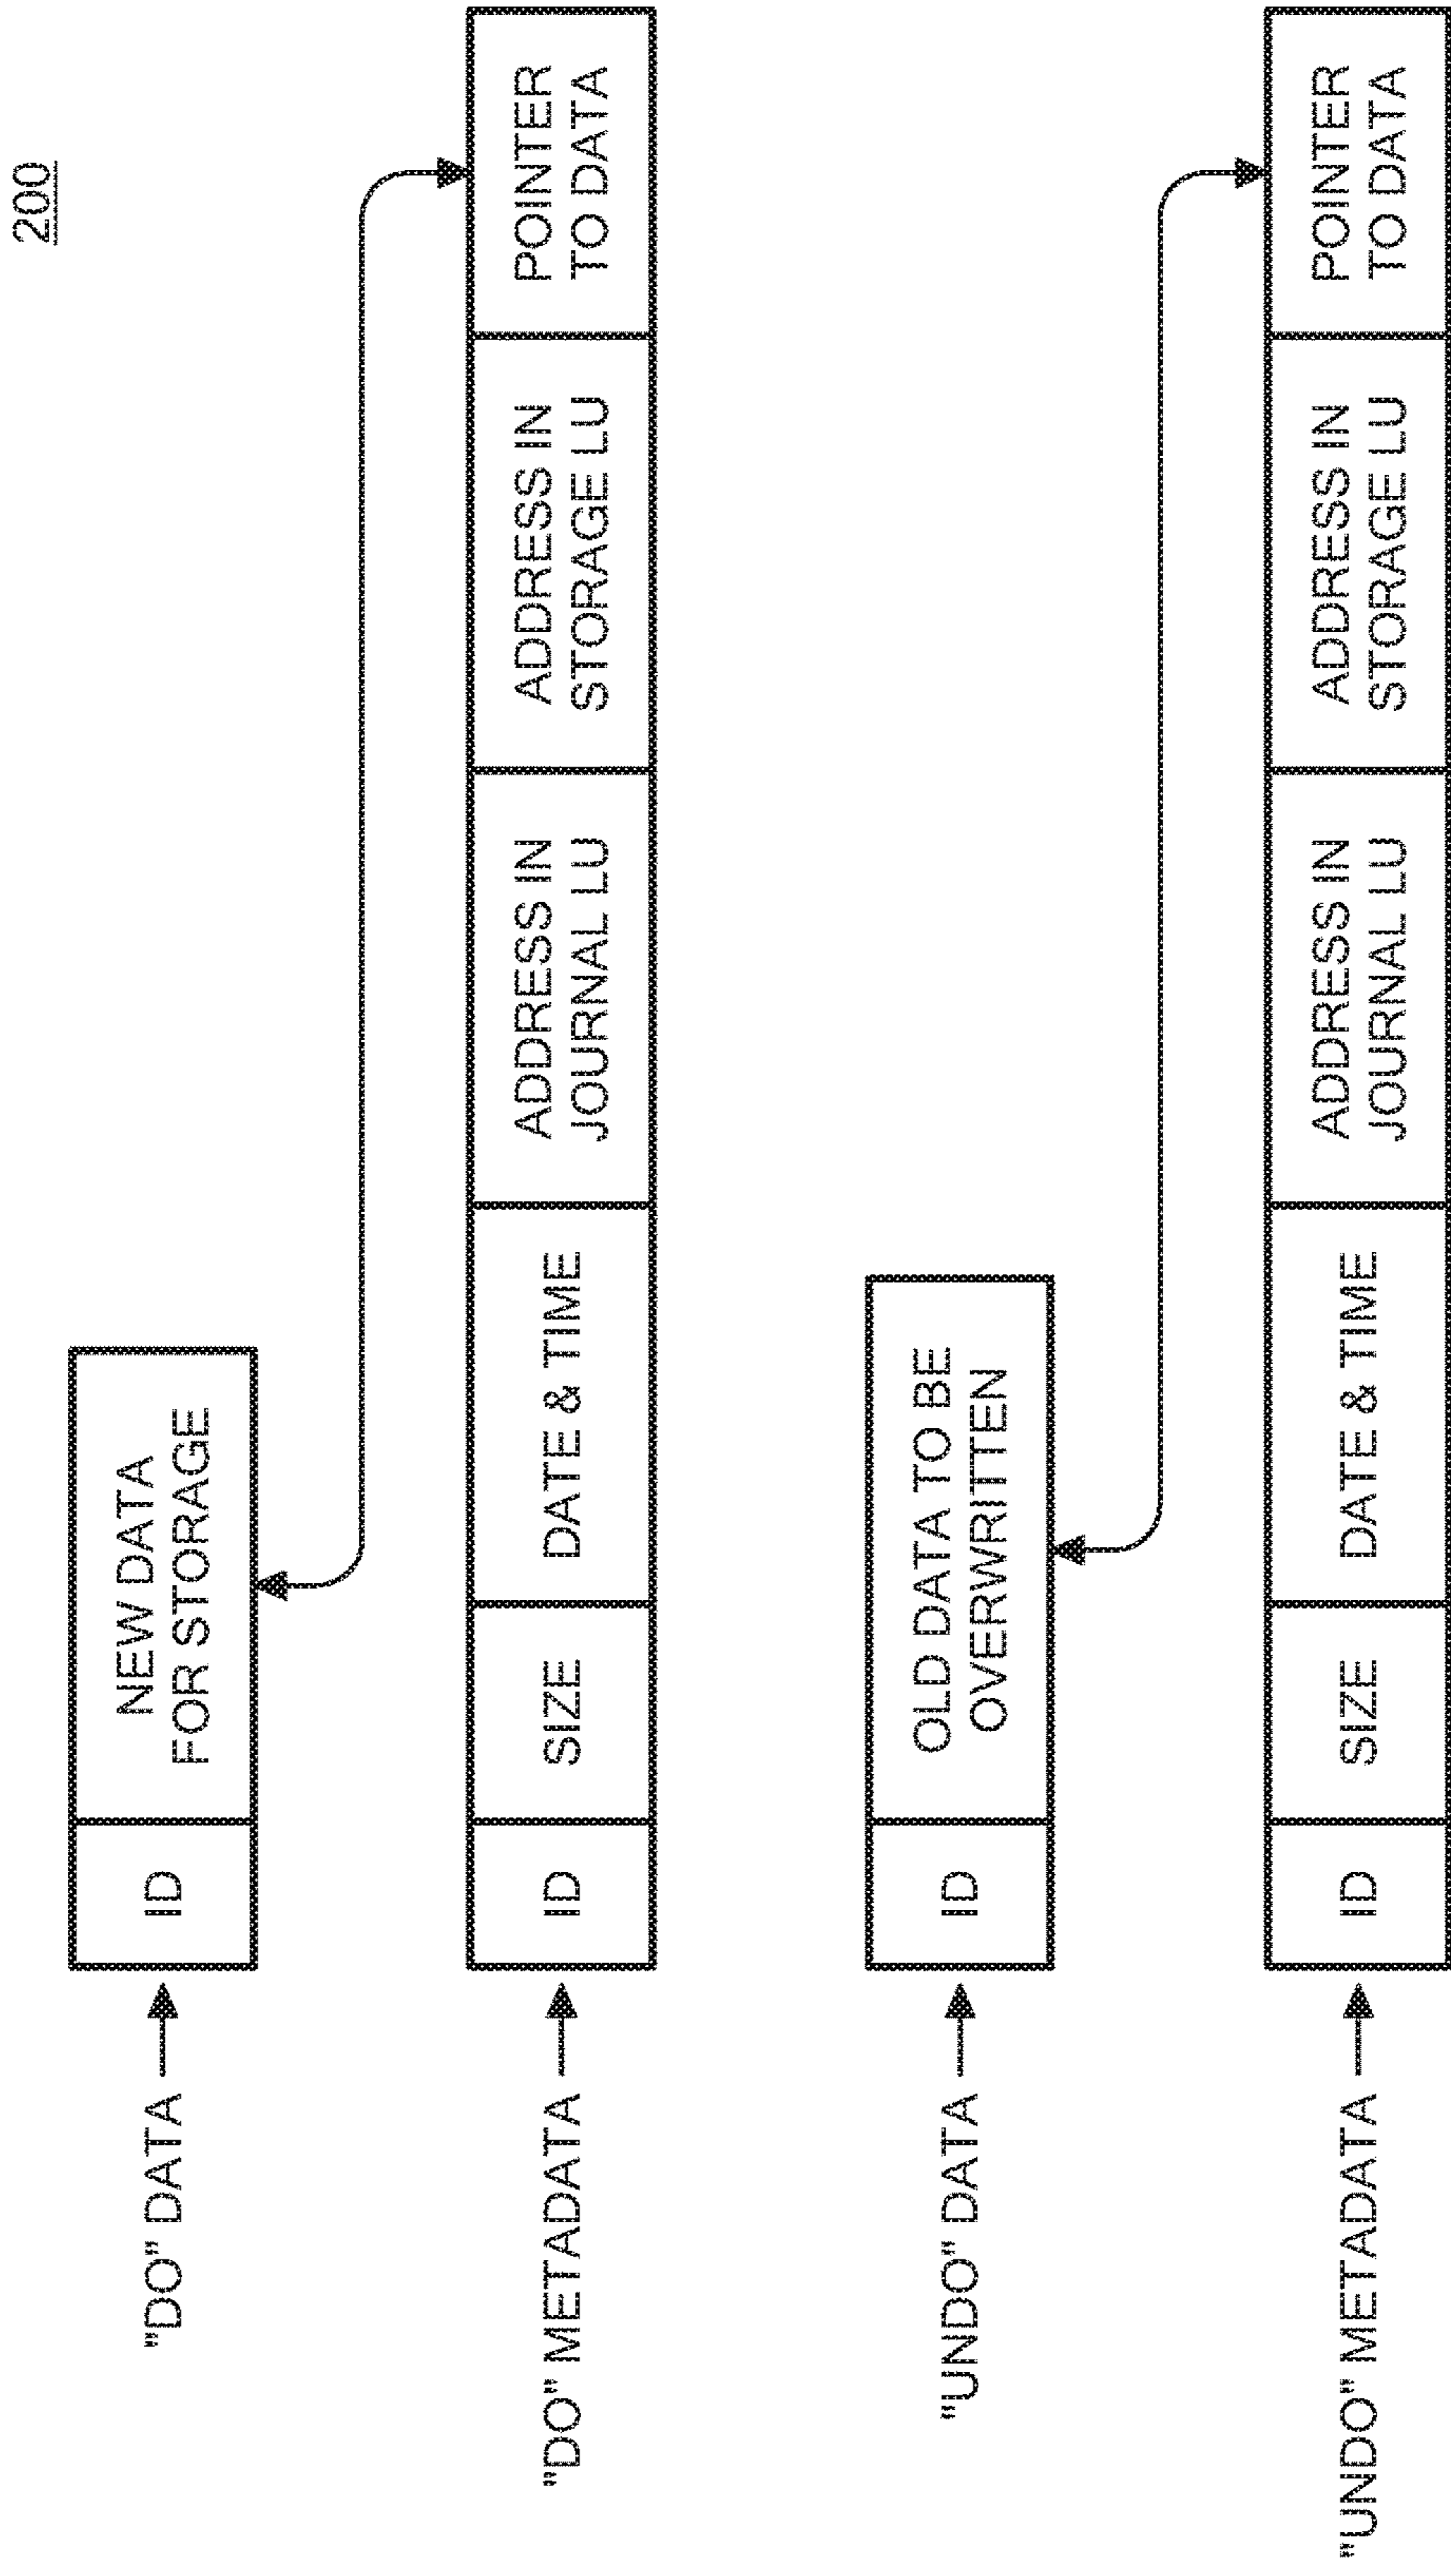 200
"DO" DATA
ID
NEW DATA
FOR STORAGE
"DO" METADATA
ID
SIZE
DATE & TIME
ADDRESS IN
JOURNAL LU
ADDRESS IN
STORAGE LU
POINTER
TO DATA
"UNDO" DATA
ID
OLD DATA TO BE
OVERWRITTEN
"UNDO" METADATA
ID
SIZE
DATE & TIME
ADDRESS IN
JOURNAL LU
ADDRESS IN
STORAGE LU
POINTER
TO DATA